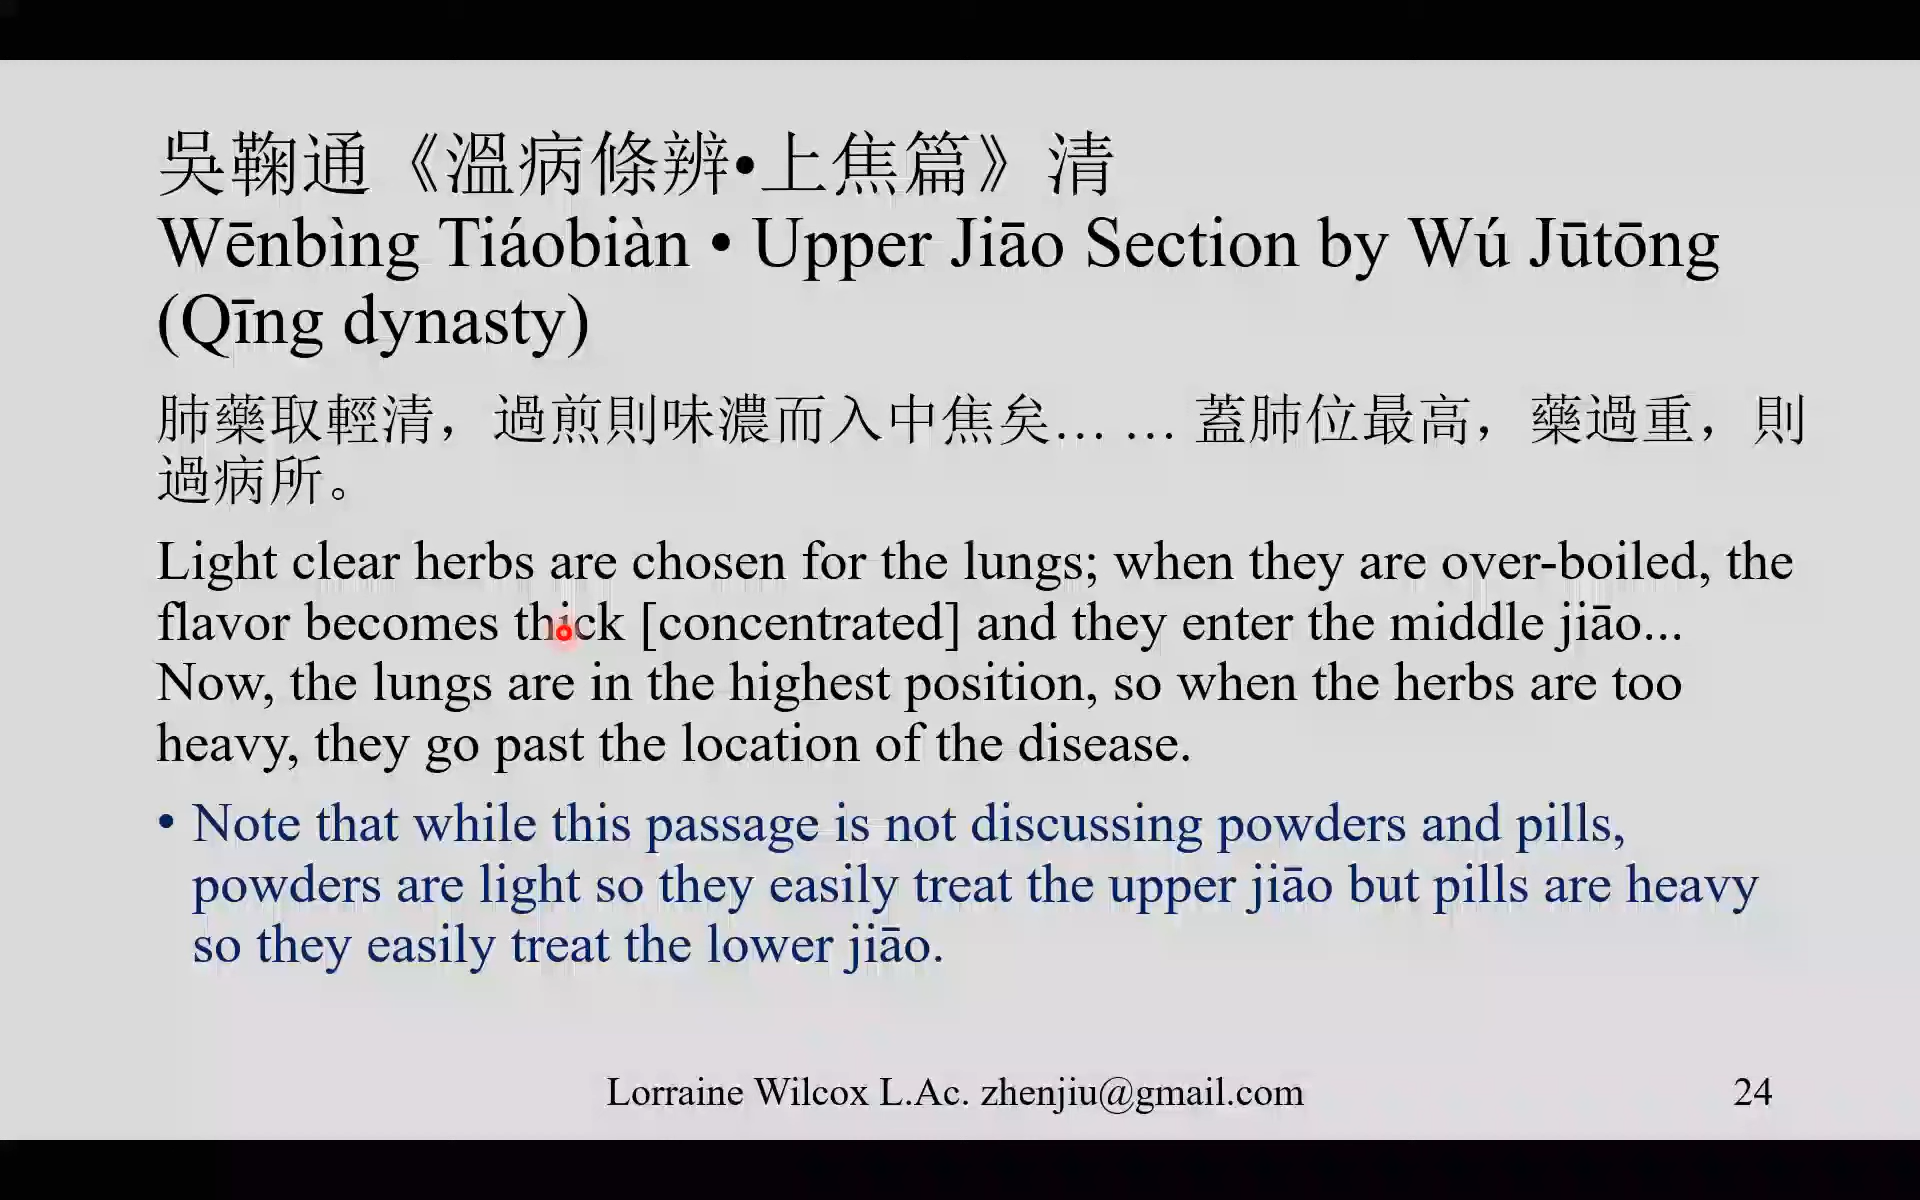 吳鞠通《溫病條辨•上焦篇》清
Wēnbìng Tiáobiàn • Upper Jiāo Section by Wú Jūtōng
(Qīng dynasty)
肺藥取輕清，過煎則味濃而入中焦矣... ... 蓋肺位最高，藥過重，則
過病所。
Light clear herbs are chosen for the lungs; when they are over-boiled, the
flavor becomes thick [concentrated] and they enter the middle jiāo...
Now, the lungs are in the highest position, so when the herbs are too
heavy, they go past the location of the disease.
• Note that while this passage is not discussing powders and pills,
powders are light so they easily treat the upper jiāo but pills are heavy
so they easily treat the lower jiāo.
Lorraine Wilcox L.Ac. zhenjiu@gmail.com
24